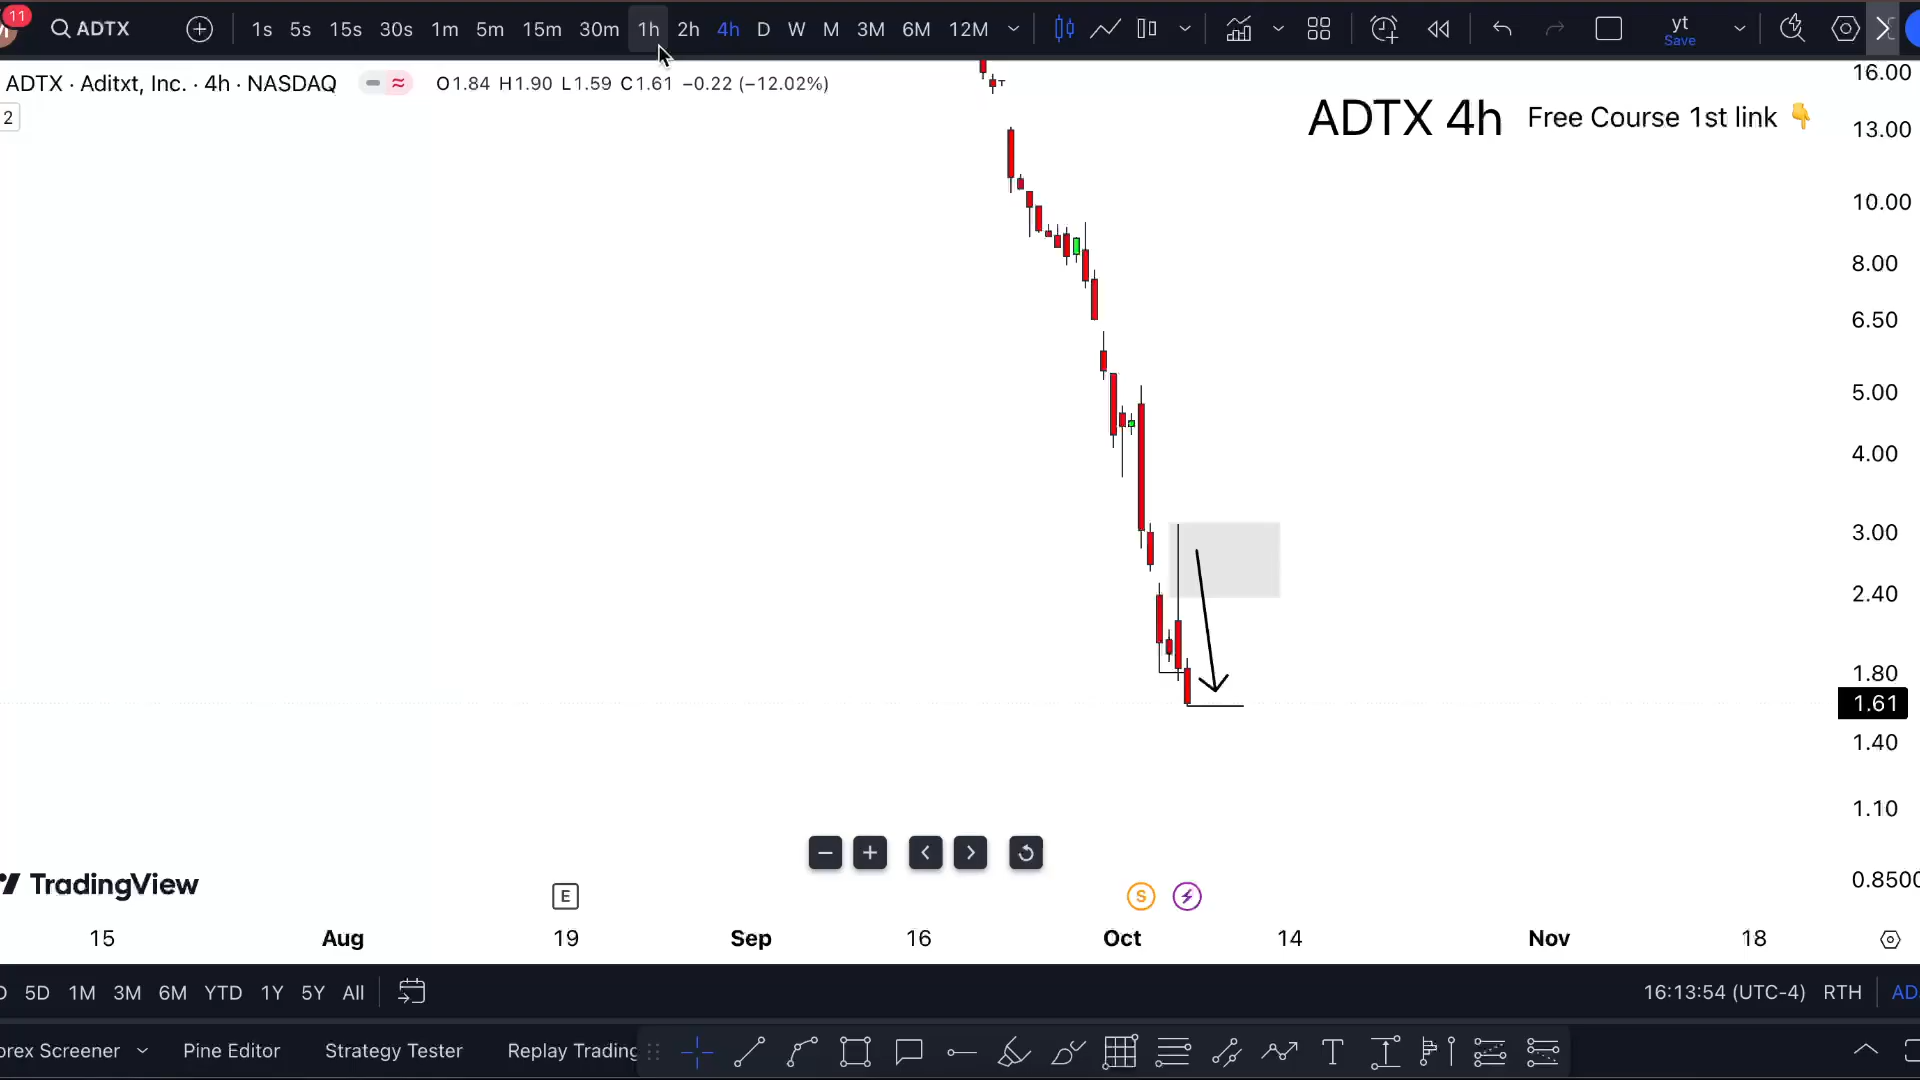 11
ADTX 1s 5s 15s 30s 1m 5m 15m 30m 1h 2h 4h D W M 3M 6M 12M yt Save
ADTX · Aditxt, Inc. · 4h · NASDAQ O1.84 H1.90 L1.59 C1.61 −0.22 (−12.02%)
2
ADTX 4h Free Course 1st link 👇
16.00
13.00
10.00
8.00
6.50
5.00
4.00
3.00
2.40
1.80
1.61
1.40
1.10
0.8500
TradingView
E S
15 Aug 19 Sep 16 Oct 14 Nov 18
D 5D 1M 3M 6M YTD 1Y 5Y All 16:13:54 (UTC-4) RTH AD
orex Screener Pine Editor Strategy Tester Replay Trading